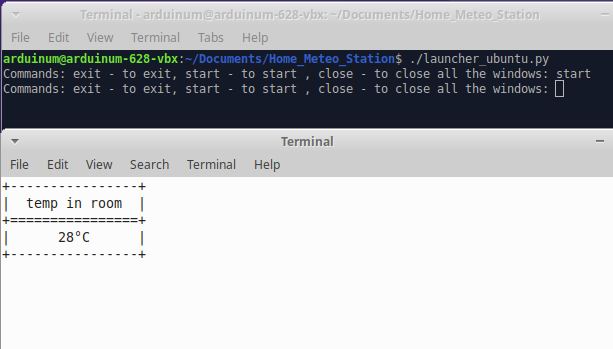 Terminal - arduinum@arduinum-628-vbx: ~/Documents/Home_Meteo_Station
File Edit View Terminal Tabs Help
arduinum@arduinum-628-vbx:~/Documents/Home_Meteo_Station$ ./launcher_ubuntu.py
Commands: exit - to exit, start - to start , close - to close all the windows: start
Commands: exit - to exit, start - to start , close - to close all the windows:
Terminal
File Edit View Search Terminal Help
+----------------+
|  temp in room  |
+================+
|      28°C      |
+----------------+